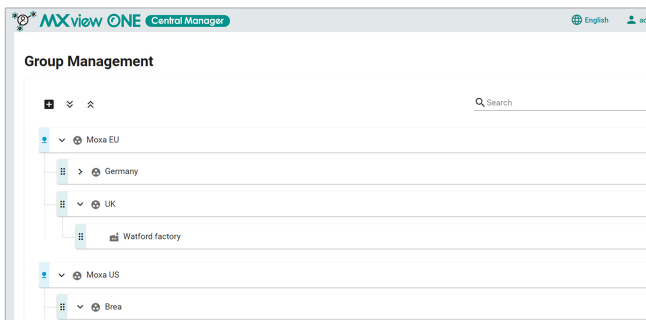 MXview ONE Central Manager
English
Group Management
Search
Moxa EU
Germany
UK
Watford factory
Moxa US
Brea